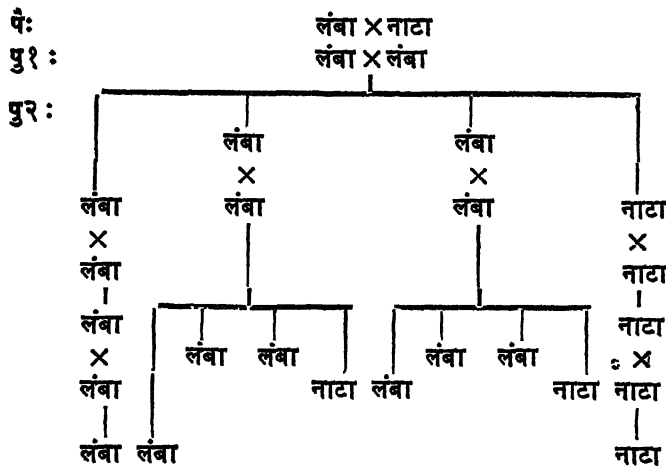 पै: लंबा × नाटा
पु१ : लंबा × लंबा
पु२ :
लंबा लंबा
× ×
लंबा लंबा लंबा नाटा
× ×
लंबा नाटा
लंबा नाटा
लंबा लंबा लंबा लंबा
× ×
लंबा नाटा लंबा नाटा नाटा
लंबा लंबा नाटा